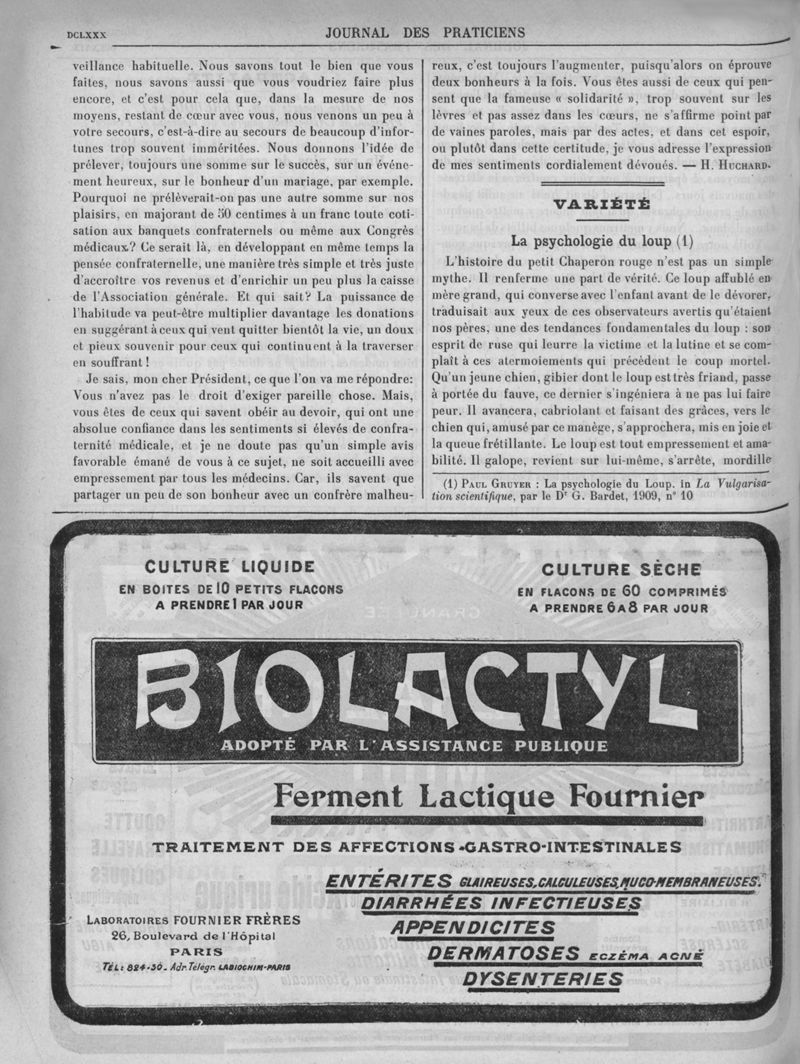 DCLXXX
JOURNAL DES PRATICIENS
veillance habituelle. Nous savons tout le bien que vous
faites, nous savons aussi que vous voudriez faire plus
encore, et c'est pour cela que, dans la mesure de nos
moyens, restant de cœur avec vous, nous venons un peu à
votre secours, c'est-à-dire au secours de beaucoup d'infor-
tunes trop souvent imméritées. Nous donnons l'idée de
prélever, toujours une somme sur le succès, sur un événe-
ment heureux, sur le bonheur d'un mariage, par exemple.
Pourquoi ne prélèverait-on pas une autre somme sur nos
plaisirs, en majorant de 50 centimes à un franc toute coti-
sation aux banquets confraternels ou même aux Congrès
médicaux? Ce serait là, en développant en même temps la
pensée confraternelle, une manière très simple et très juste
d'accroître vos revenus et d'enrichir un peu plus la caisse
de l'Association générale. Et qui sait? La puissance de
l'habitude va peut-être multiplier davantage les donations
en suggérant à ceux qui vent quitter bientôt la vie, un doux
et pieux souvenir pour ceux qui continuent à la traverser
en souffrant !
Je sais, mon cher Président, ce que l'on va me répondre:
Vous n'avez pas le droit d'exiger pareille chose. Mais,
vous êtes de ceux qui savent obéir au devoir, qui ont une
absolue confiance dans les sentiments si élevés de confra-
ternité médicale, et je ne doute pas qu'un simple avis
favorable émané de vous à ce sujet, ne soit accueilli avec
empressement par tous les médecins. Car, ils savent que
partager un peu de son bonheur avec un confrère malheu-
reux, c'est toujours l'augmenter, puisqu'alors on éprouve
deux bonheurs à la fois. Vous êtes aussi de ceux qui pen-
sent que la fameuse « solidarité », trop souvent sur les
lèvres et pas assez dans les cœurs, ne s'affirme point par
de vaines paroles, mais par des actes, et dans cet espoir,
ou plutôt dans cette certitude, je vous adresse l'expression
de mes sentiments cordialement dévoués. — H. HUCHARD.
VARIÉTÉ
La psychologie du loup (1)
L'histoire du petit Chaperon rouge n'est pas un simple
mythe. Il renferme une part de vérité. Ce loup affublé en
mère grand, qui converse avec l'enfant avant de le dévorer,
traduisait aux yeux de ces observateurs avertis qu'étaient
nos pères, une des tendances fondamentales du loup : son
esprit de ruse qui leurre la victime et la lutine et se com-
plaît à ces atermoiements qui précèdent le coup mortel.
Qu'un jeune chien, gibier dont le loup est très friand, passe
à portée du fauve, ce dernier s'ingéniera à ne pas lui faire
peur. Il avancera, cabriolant et faisant des grâces, vers le
chien qui, amusé par ce manège, s'approchera, mis en joie et
la queue frétillante. Le loup est tout empressement et ama-
bilité. Il galope, revient sur lui-même, s'arrête, mordille
(1) PAUL GRUYER : La psychologie du Loup. in La Vulgarisa-
tion scientifique, par le Dr G. Bardet, 1909, n° 10
CULTURE LIQUIDE
EN BOITES DE 10 PETITS FLACONS
A PRENDRE 1 PAR JOUR
CULTURE SÈCHE
EN FLACONS DE 60 COMPRIMÉS
A PRENDRE 6 A 8 PAR JOUR
BIOLACTYL
ADOPTÉ PAR L'ASSISTANCE PUBLIQUE
Ferment Lactique Fournier
TRAITEMENT DES AFFECTIONS GASTRO-INTESTINALES
ENTÉRITES GLAIREUSES, CALCULEUSES, MUCO-MEMBRANEUSES.
DIARRHÉES INFECTIEUSES
APPENDICITES
DERMATOSES ECZÉMA ACNÉ
DYSENTERIES
LABORATOIRES FOURNIER FRÈRES
26, Boulevard de l'Hôpital
PARIS
TÉL: 824-30. Adr. Télégr. LABIOCHIM-PARIS